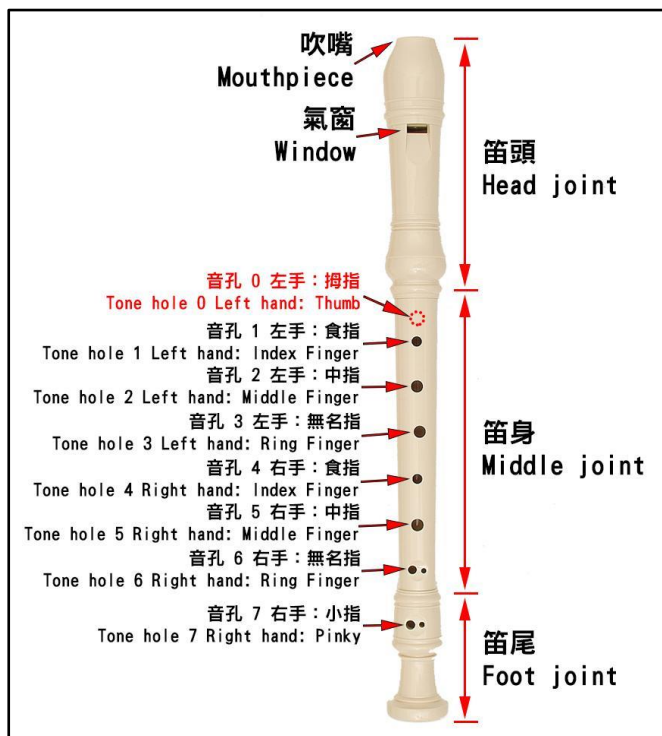 吹嘴
Mouthpiece
氣窗
Window
笛頭
Head joint
音孔 0 左手：拇指
Tone hole 0 Left hand: Thumb
音孔 1 左手：食指
Tone hole 1 Left hand: Index Finger
音孔 2 左手：中指
Tone hole 2 Left hand: Middle Finger
音孔 3 左手：無名指
Tone hole 3 Left hand: Ring Finger
音孔 4 右手：食指
Tone hole 4 Right hand: Index Finger
音孔 5 右手：中指
Tone hole 5 Right hand: Middle Finger
音孔 6 右手：無名指
Tone hole 6 Right hand: Ring Finger
笛身
Middle joint
音孔 7 右手：小指
Tone hole 7 Right hand: Pinky
笛尾
Foot joint